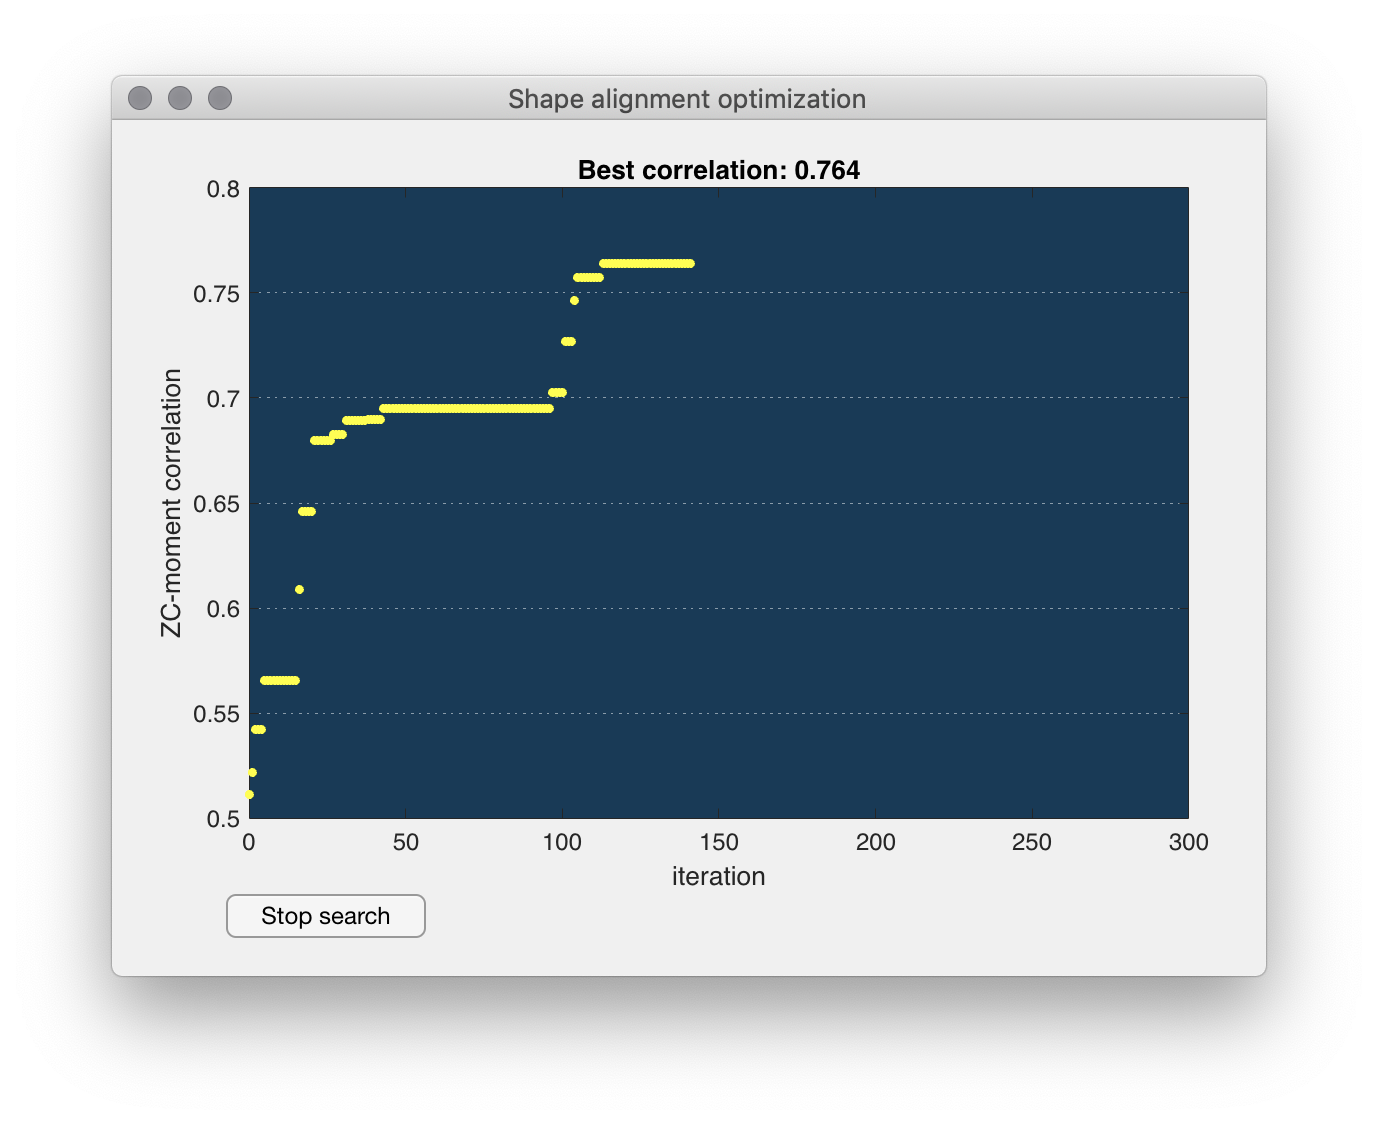 Shape alignment optimization
Best correlation: 0.764
0.8
0.75
0.7
0.65
0.6
0.55
0.5
ZC-moment correlation
0 50 100 150 200 250 300
iteration
Stop search